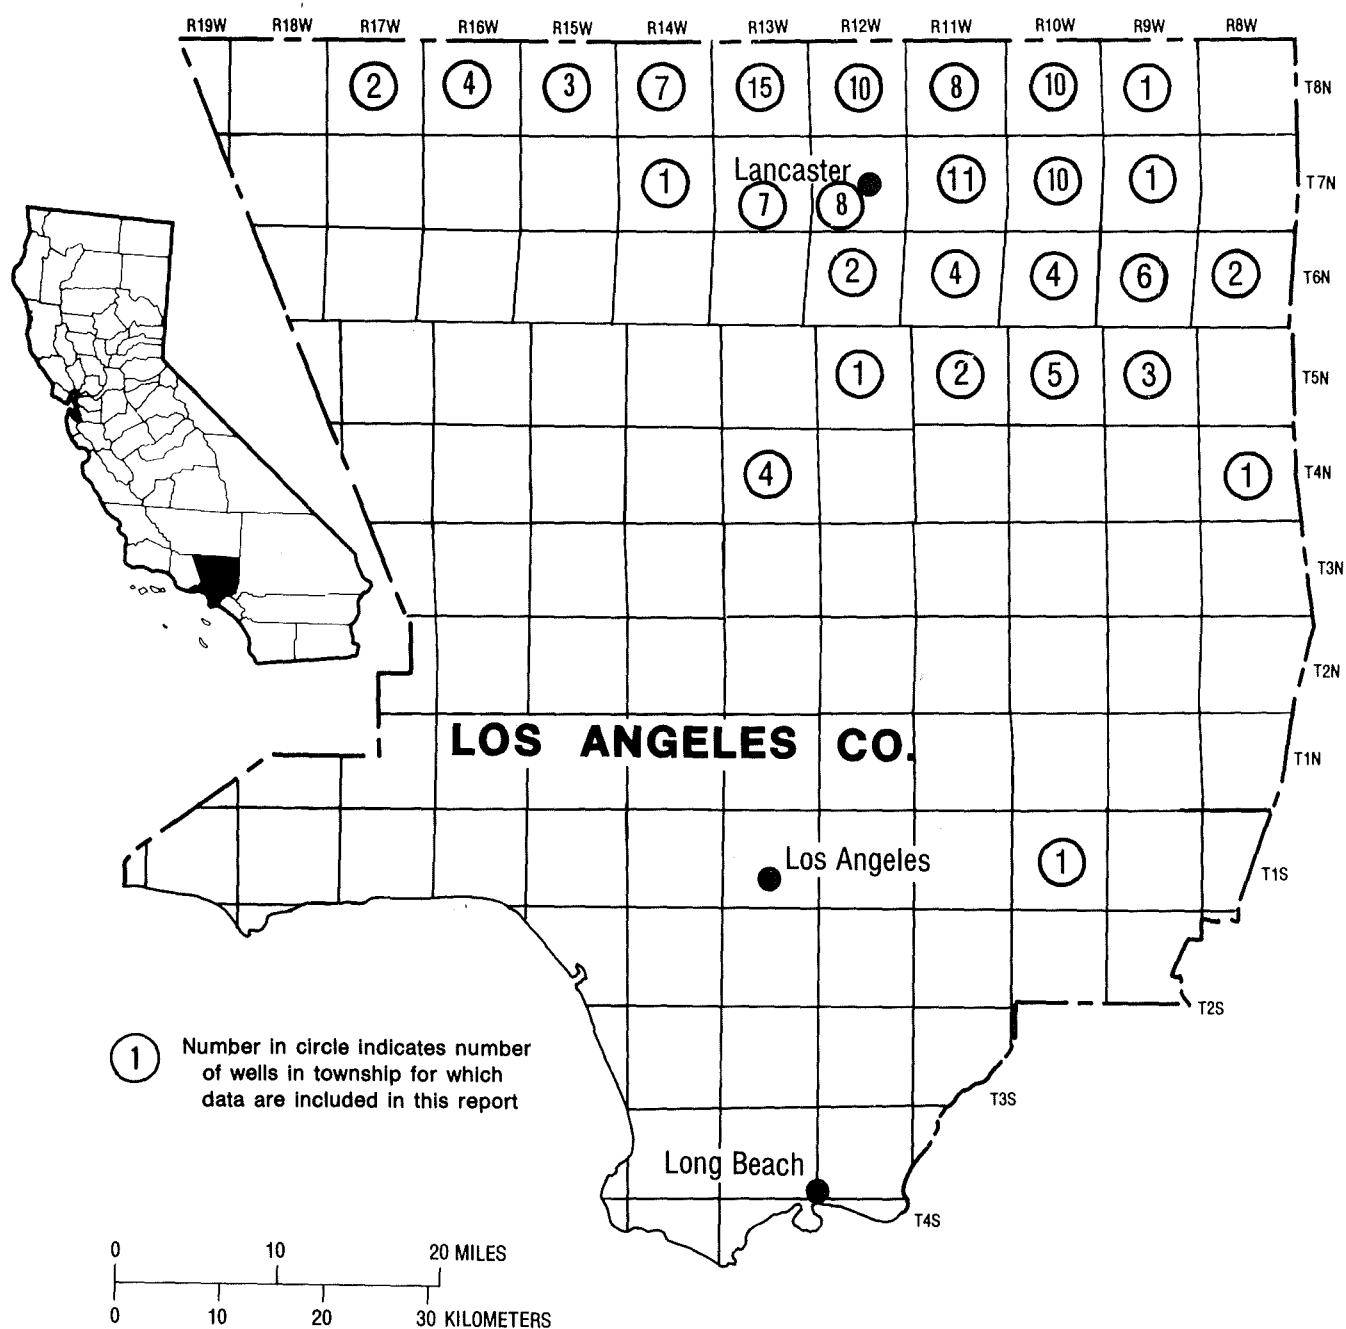 R19W R18W R17W R16W R15W R14W R13W R12W R11W R10W R9W R8W
2 4 3 7 15 10 8 10 1 T8N
Lancaster
1 7 8 11 10 1 T7N
2 4 4 6 2 T6N
1 2 5 3 T5N
4 1 T4N
T3N
T2N
LOS ANGELES CO.
T1N
Los Angeles
1 T1S
T2S
1 Number in circle indicates number
of wells in township for which
data are included in this report
T3S
Long Beach
T4S
0 10 20 MILES
0 10 20 30 KILOMETERS